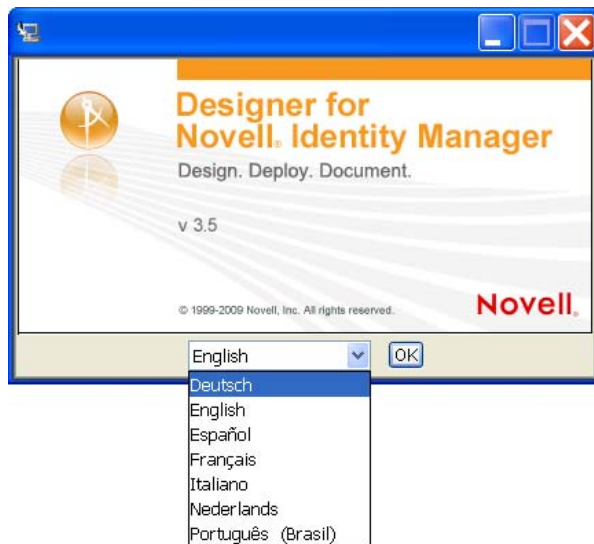 Designer for
Novell® Identity Manager
Design. Deploy. Document.
v 3.5
© 1999-2009 Novell, Inc. All rights reserved.
Novell®
English
OK
Deutsch
English
Español
Français
Italiano
Nederlands
Português (Brasil)